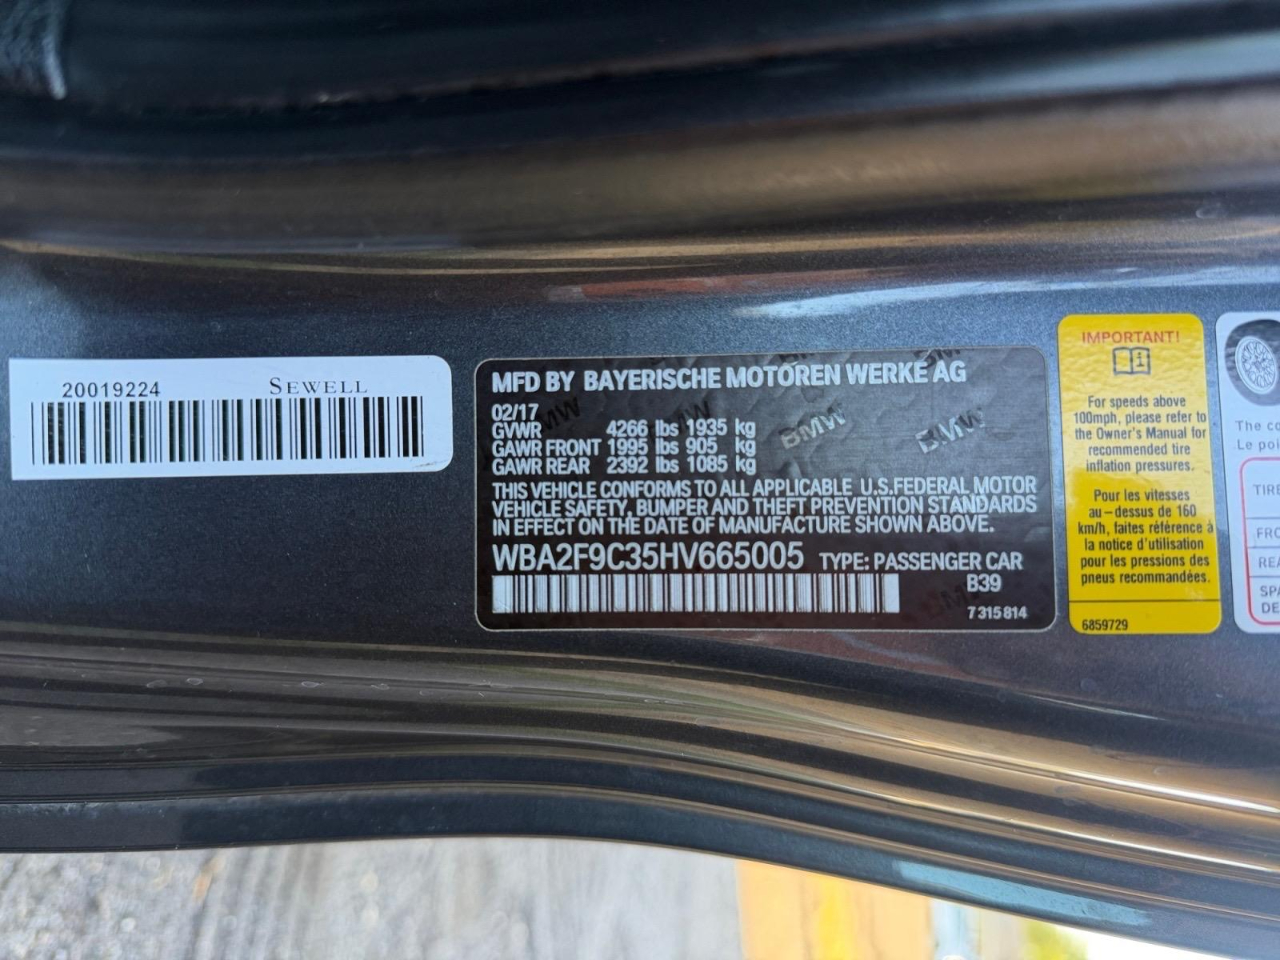 20019224 SEWELL
MFD BY BAYERISCHE MOTOREN WERKE AG
02/17
GVWR 4266 lbs 1935 kg
GAWR FRONT 1995 lbs 905 kg
GAWR REAR 2392 lbs 1085 kg
THIS VEHICLE CONFORMS TO ALL APPLICABLE U.S.FEDERAL MOTOR
VEHICLE SAFETY, BUMPER AND THEFT PREVENTION STANDARDS
IN EFFECT ON THE DATE OF MANUFACTURE SHOWN ABOVE.
WBA2F9C35HV665005 TYPE: PASSENGER CAR
B39
7 315 814
BMW BMW BMW
IMPORTANT!
For speeds above
100mph, please refer to
the Owner's Manual for
recommended tire
inflation pressures.
Pour les vitesses
au-dessus de 160
km/h, faites référence à
la notice d'utilisation
pour les pressions des
pneus recommandées.
6859729
The
Le